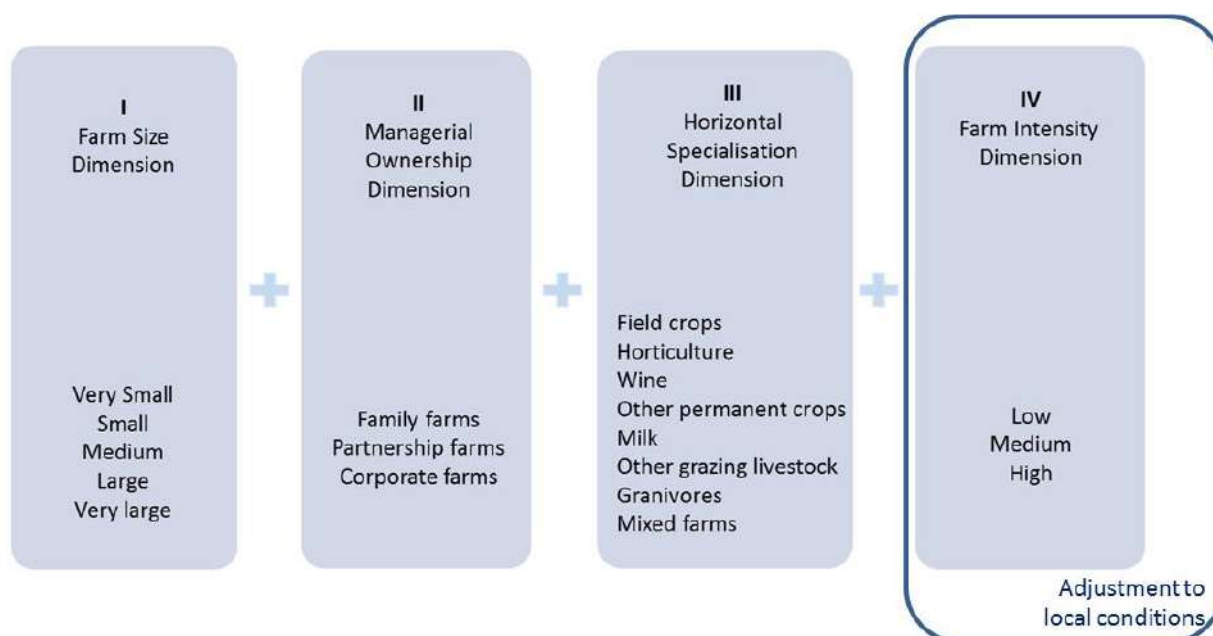 I
Farm Size
Dimension
Very Small
Small
Medium
Large
Very large
II
Managerial
Ownership
Dimension
Family farms
Partnership farms
Corporate farms
III
Horizontal
Specialisation
Dimension
Field crops
Horticulture
Wine
Other permanent crops
Milk
Other grazing livestock
Granivores
Mixed farms
IV
Farm Intensity
Dimension
Low
Medium
High
Adjustment to
local conditions